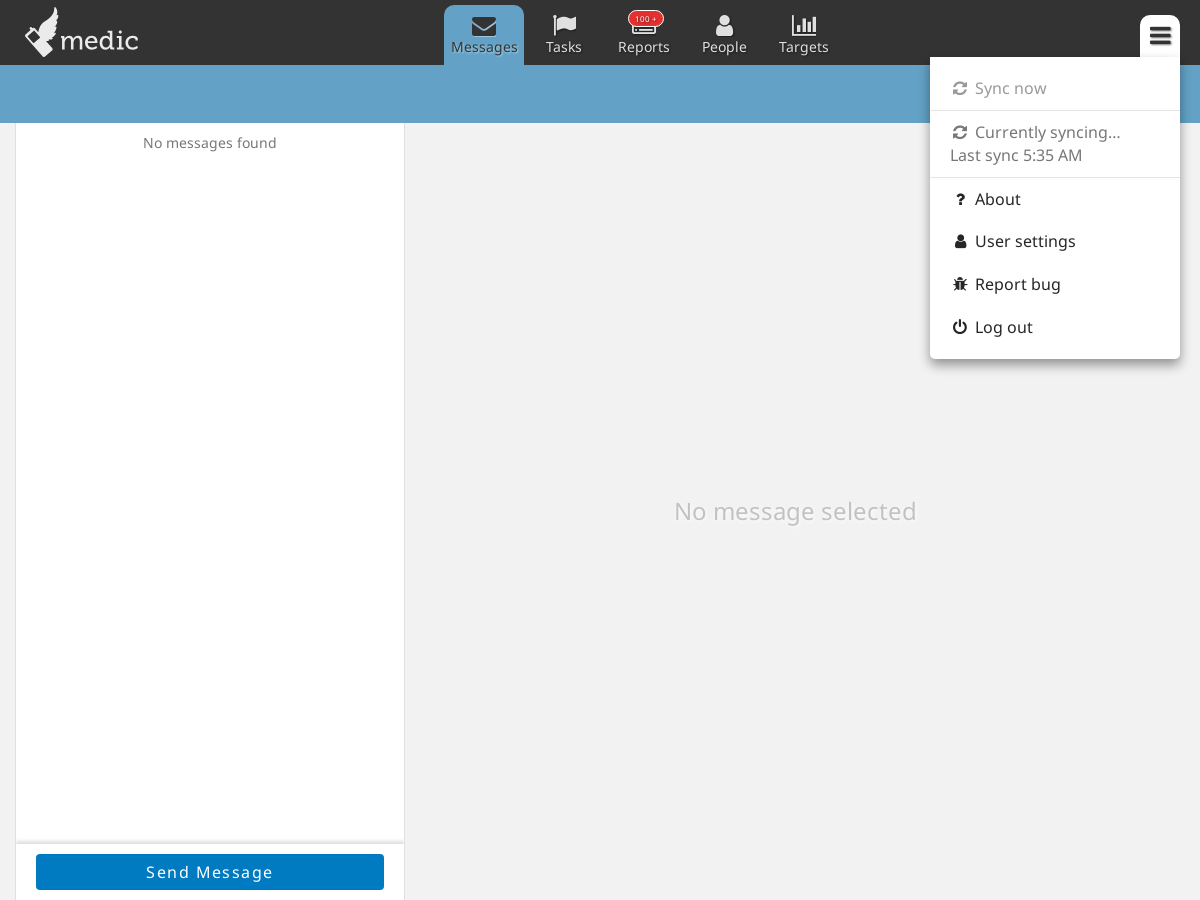 medic
Messages
Tasks
100 +
Reports
People
Targets
Sync now
Currently syncing...
Last sync 5:35 AM
About
User settings
Report bug
Log out
No messages found
No message selected
Send Message